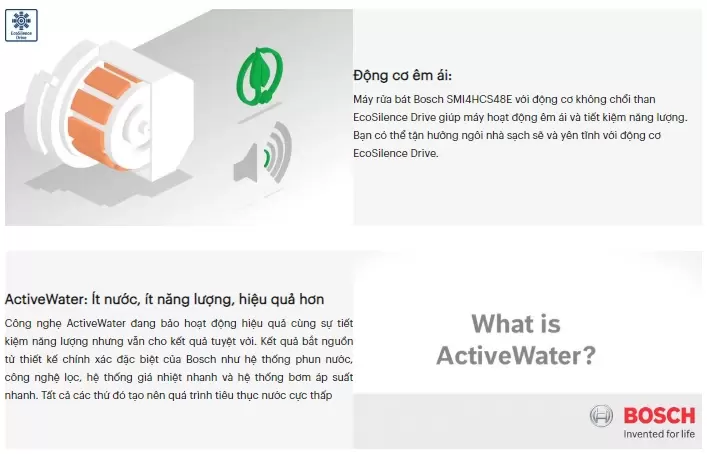 EcoSilence
Drive
Động cơ êm ái:
Máy rửa bát Bosch SMI4HCS48E với động cơ không chổi than
EcoSilence Drive giúp máy hoạt động êm ái và tiết kiệm năng lượng.
Bạn có thể tận hưởng ngôi nhà sạch sẽ và yên tĩnh với động cơ
EcoSilence Drive.
ActiveWater: Ít nước, ít năng lượng, hiệu quả hơn
Công nghệ ActiveWater đang bảo hoạt động hiệu quả cùng sự tiết
kiệm năng lượng nhưng vẫn cho kết quả tuyệt vời. Kết quả bắt nguồn
từ thiết kế chính xác đặc biệt của Bosch như hệ thống phun nước,
công nghệ lọc, hệ thống giá nhiệt nhanh và hệ thống bơm áp suất
nhanh. Tất cả các thứ đó tạo nên quá trình tiêu thụ nước cực thấp
What is
ActiveWater?
BOSCH
Invented for life